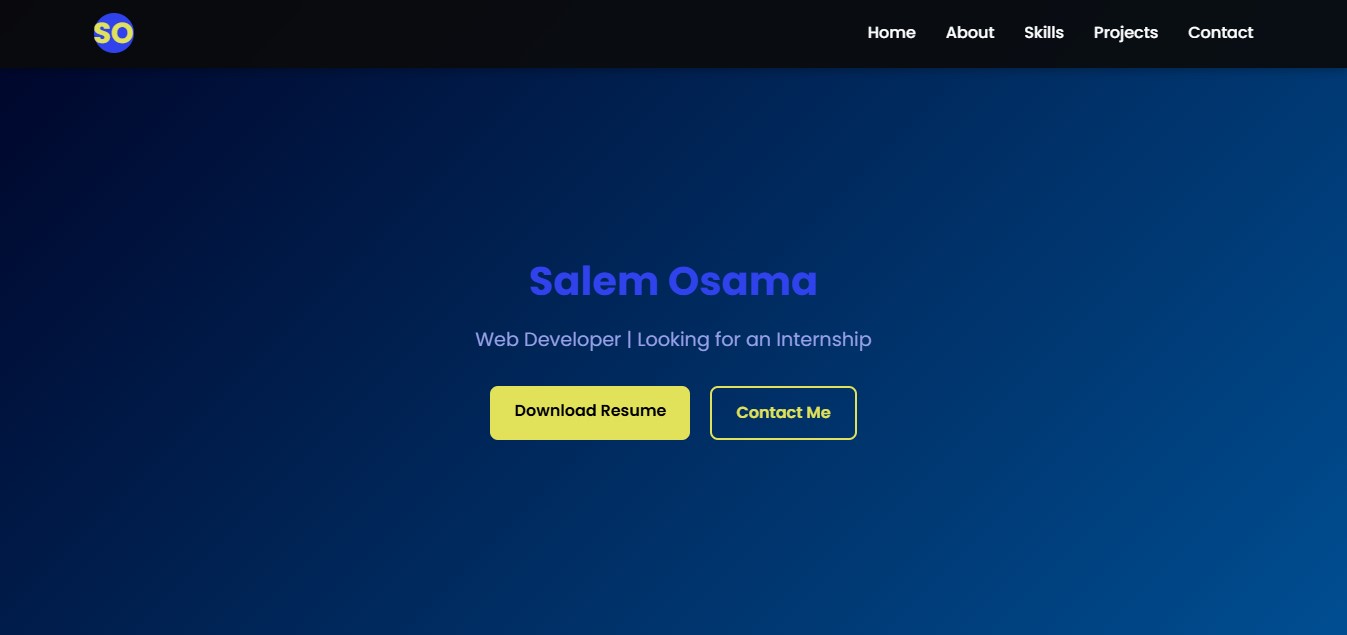 SO
Home About Skills Projects Contact
Salem Osama
Web Developer | Looking for an Internship
Download Resume Contact Me